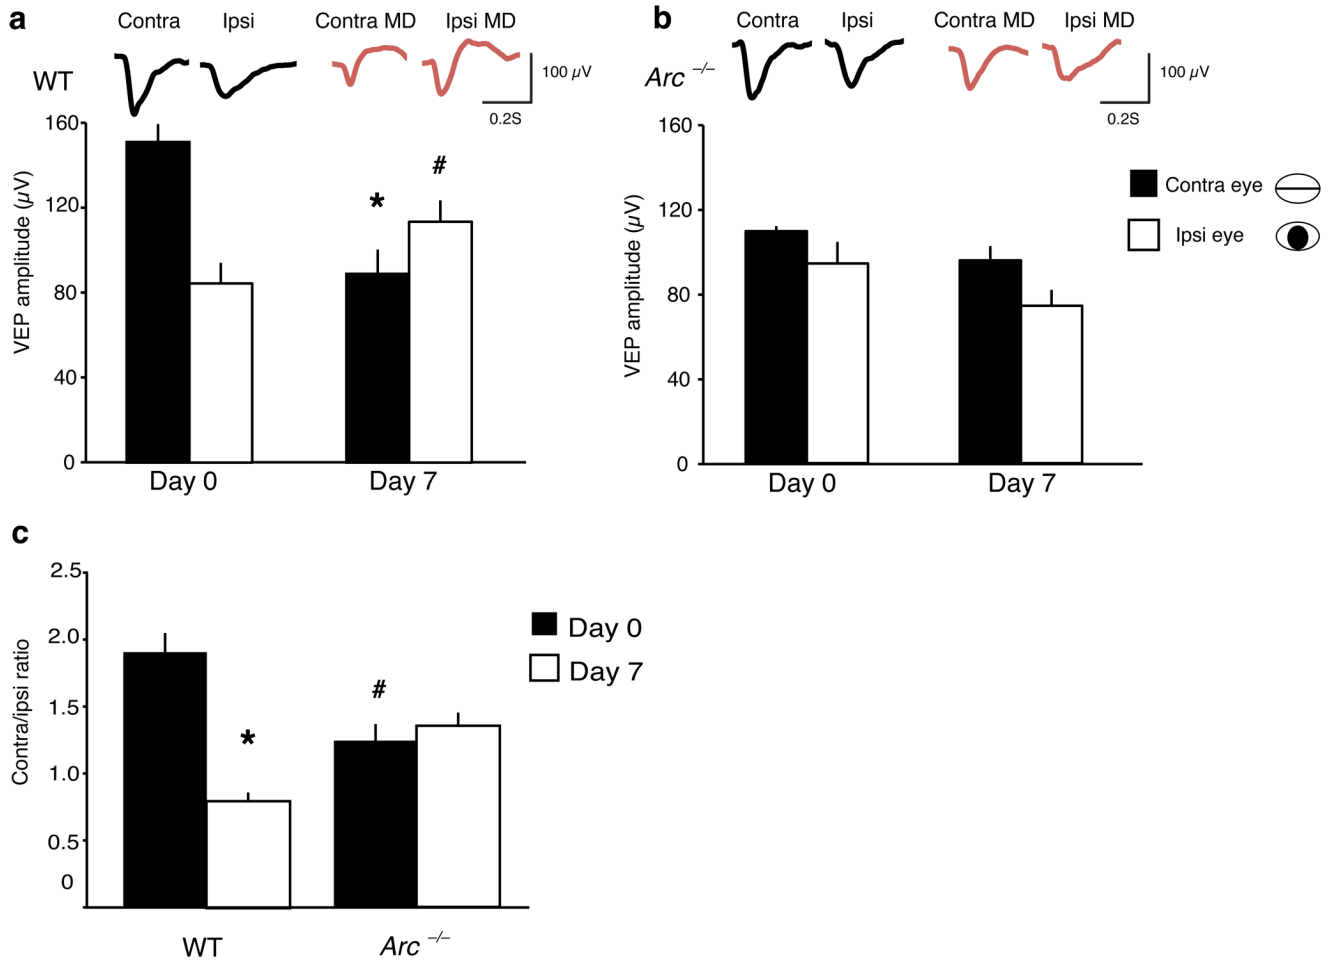 a
Contra Ipsi Contra MD Ipsi MD
WT
100 µV
0.2S
160
120
80
40
0
VEP amplitude (µV)
*
#
Day 0 Day 7
b
Contra Ipsi Contra MD Ipsi MD
Arc −/−
100 µV
0.2S
160
120
80
40
0
VEP amplitude (µV)
Day 0 Day 7
Contra eye
Ipsi eye
c
2.5
2.0
1.5
1.0
0.5
0
Contra/ipsi ratio
*
#
Day 0
Day 7
WT Arc −/−